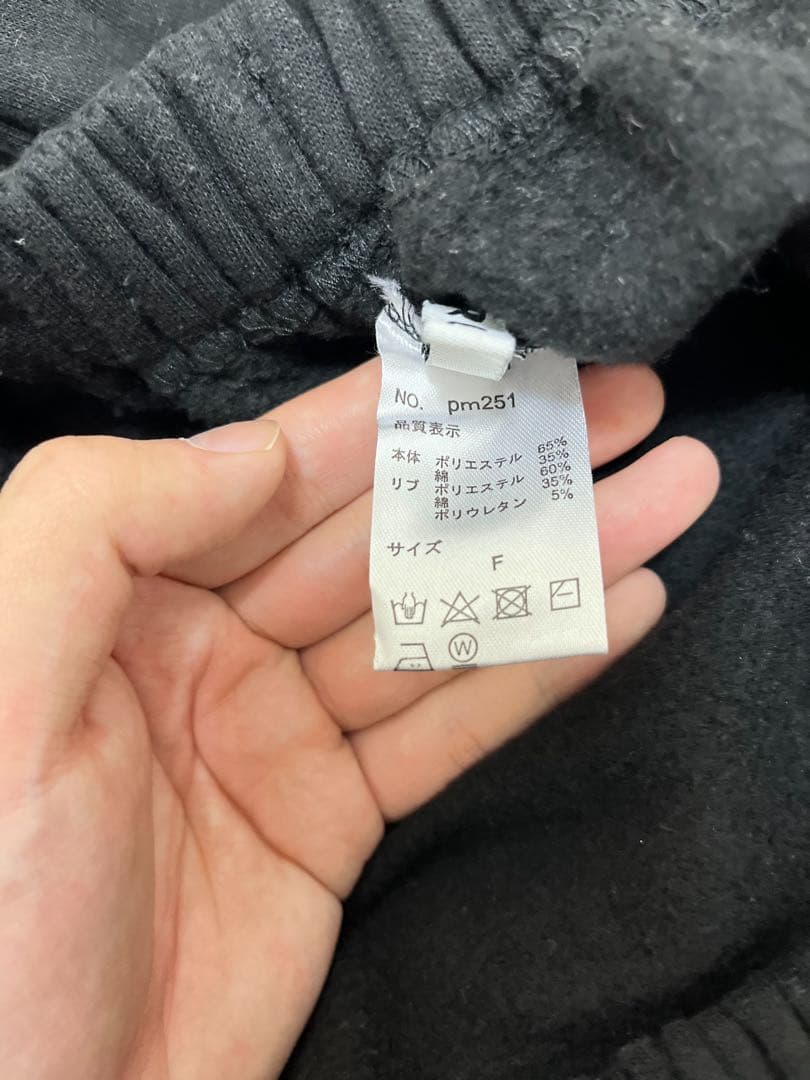 NO. pm251
品質表示
本体 ポリエステル 65%
綿 35%
リブ ポリエステル 60%
綿 35%
ポリウレタン 5%
サイズ
F
W